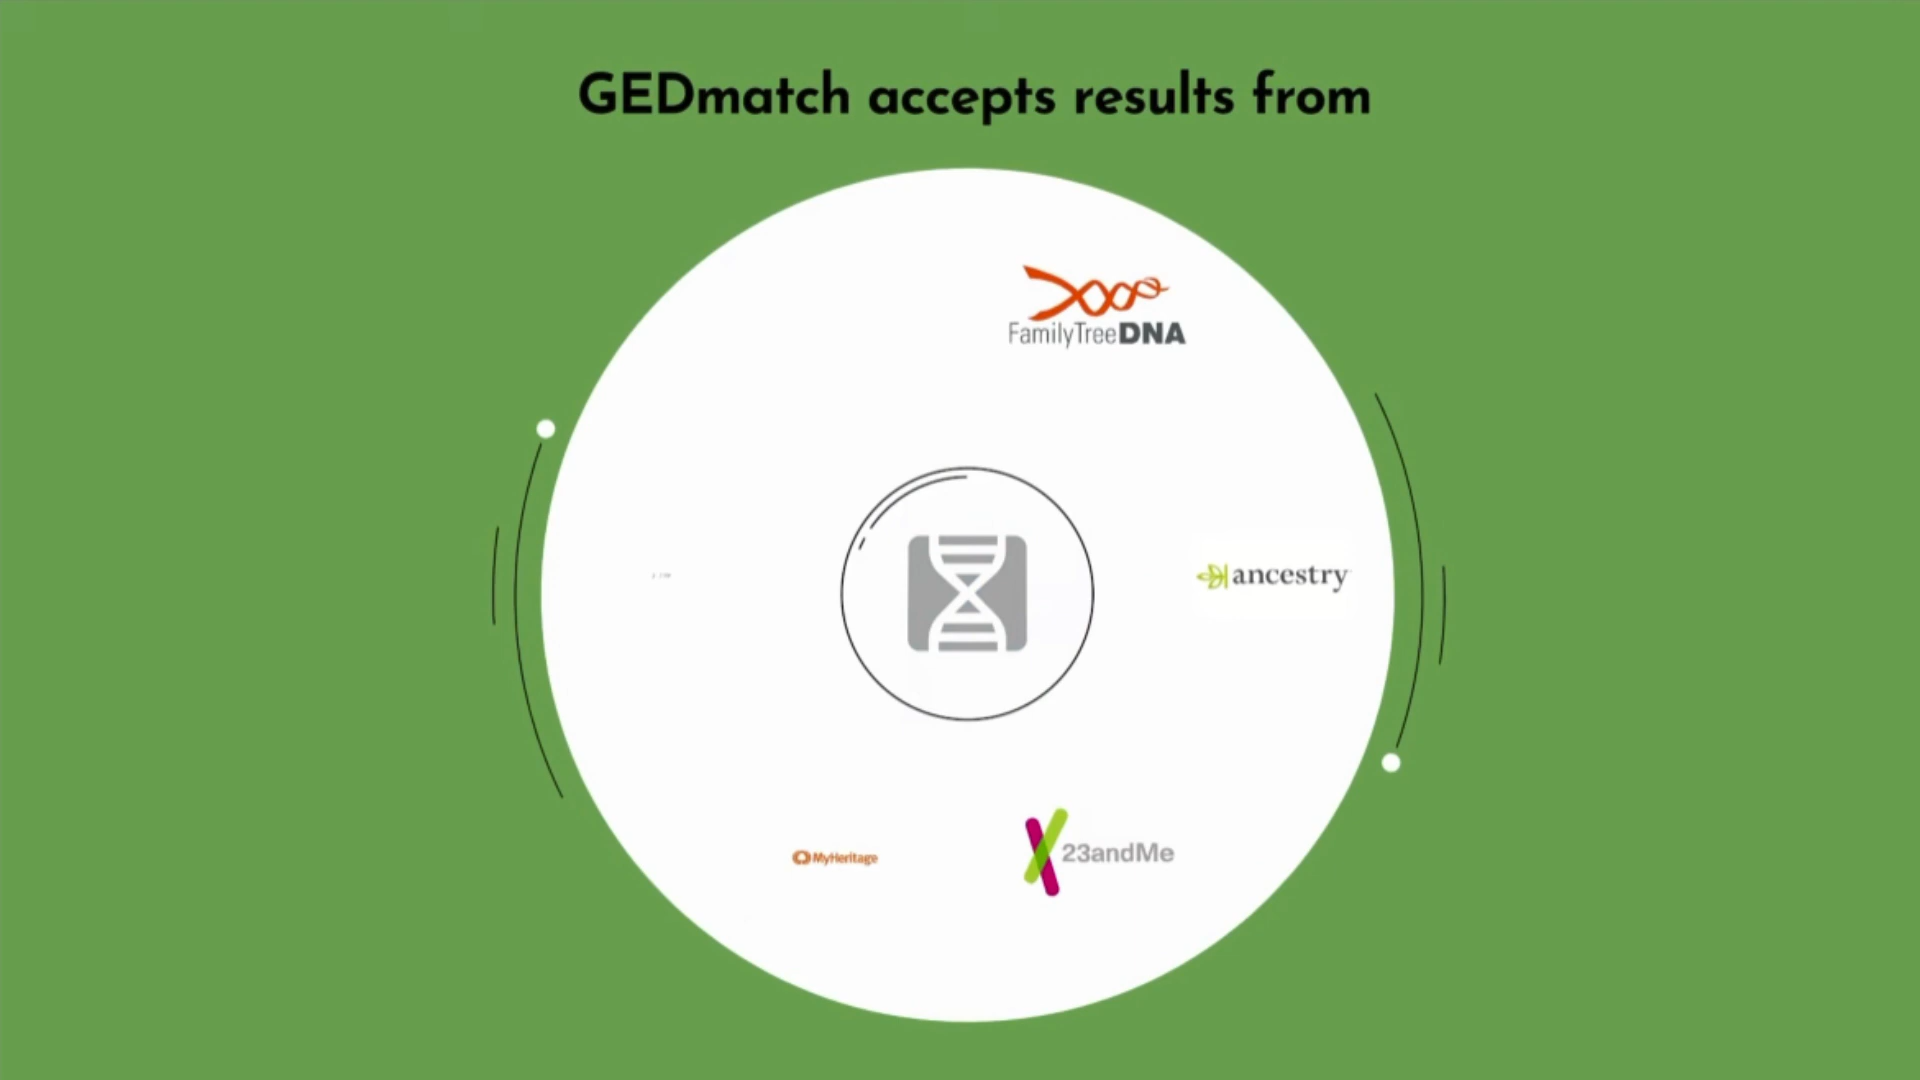 GEDmatch accepts results from
FamilyTreeDNA
ancestry
MyHeritage
23andMe